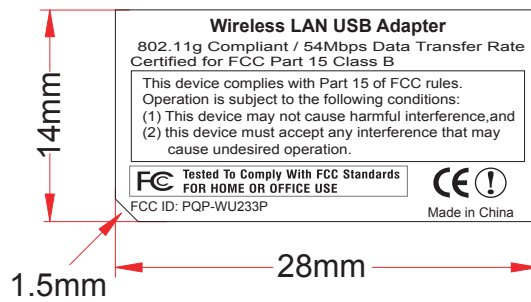 Wireless LAN USB Adapter
802.11g Compliant / 54Mbps Data Transfer Rate
Certified for FCC Part 15 Class B
This device complies with Part 15 of FCC rules.
Operation is subject to the following conditions:
(1) This device may not cause harmful interference,and
(2) this device must accept any interference that may
cause undesired operation.
FC Tested To Comply With FCC Standards
FOR HOME OR OFFICE USE
CE
FCC ID: PQP-WU233P
Made in China
14mm
28mm
1.5mm